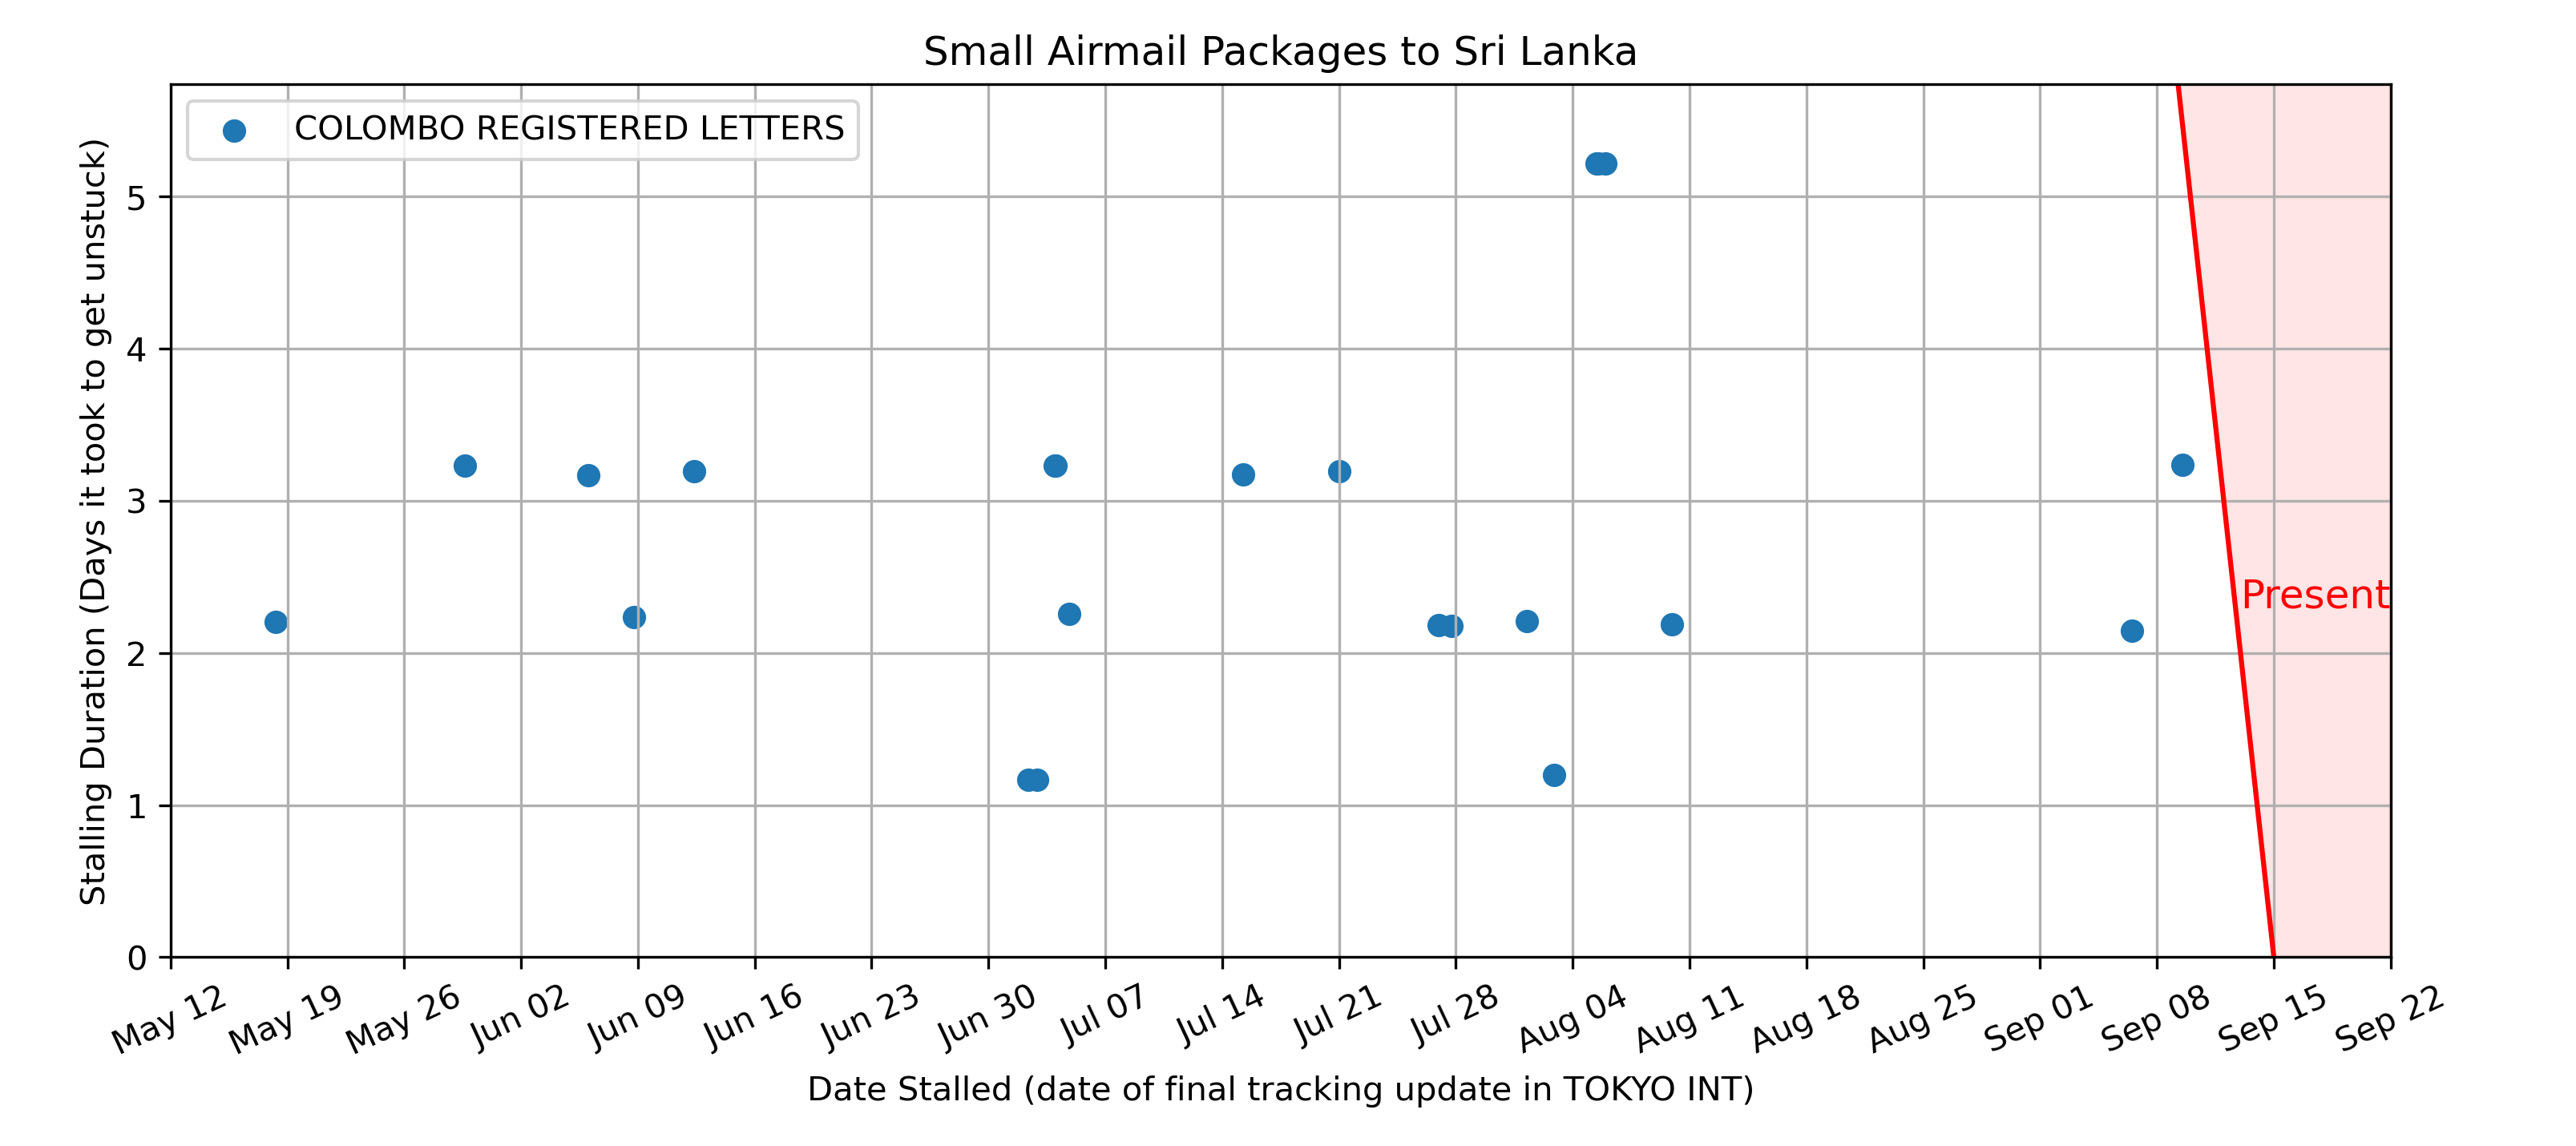 Small Airmail Packages to Sri Lanka
COLOMBO REGISTERED LETTERS
Stalling Duration (Days it took to get unstuck)
5
4
3
2
1
0
Present
May 12
May 19
May 26
Jun 02
Jun 09
Jun 16
Jun 23
Jun 30
Jul 07
Jul 14
Jul 21
Jul 28
Aug 04
Aug 11
Aug 18
Aug 25
Sep 01
Sep 08
Sep 15
Sep 22
Date Stalled (date of final tracking update in TOKYO INT)